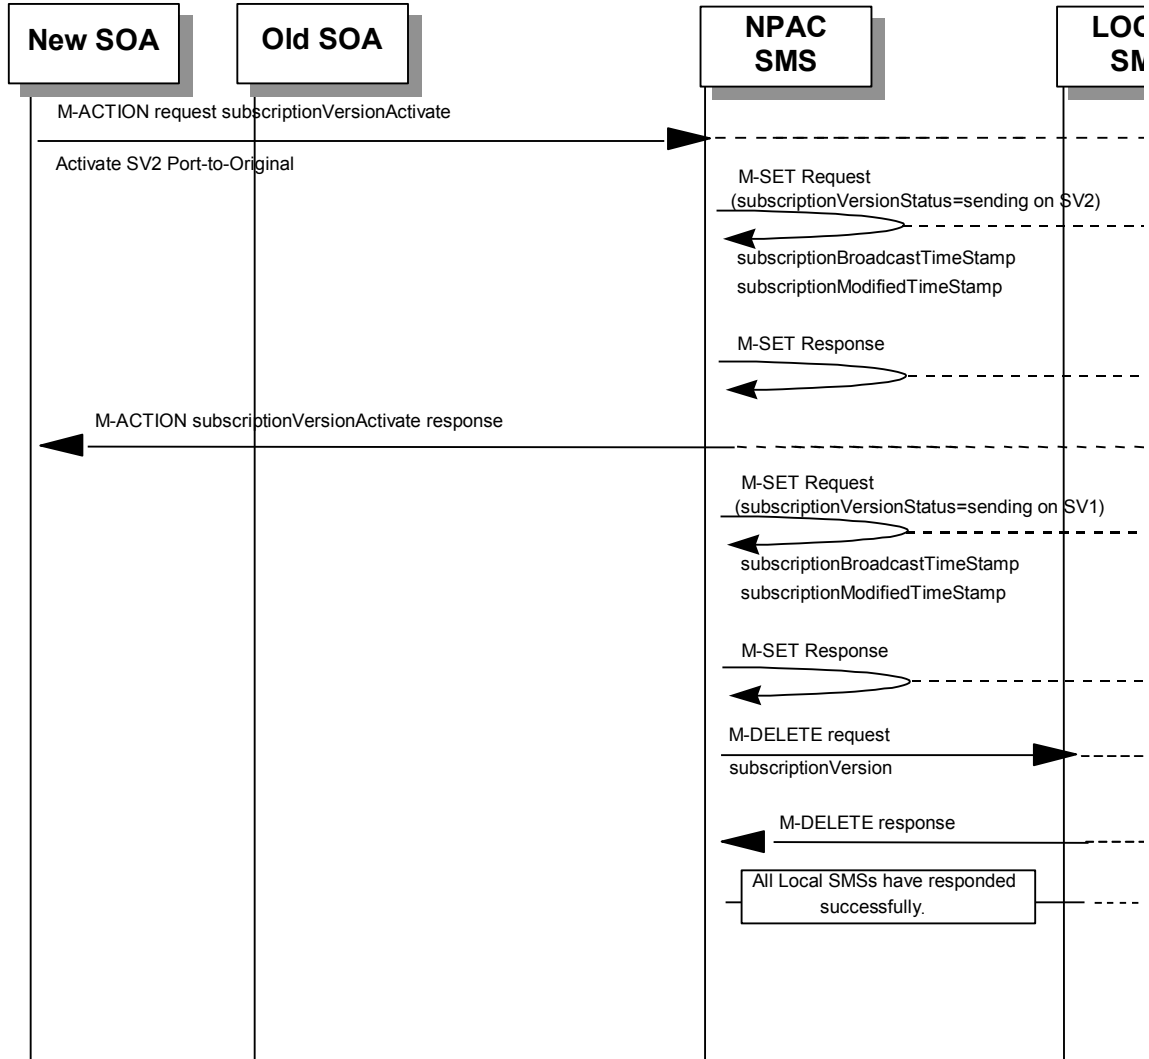 New SOA
Old SOA
NPAC
SMS
M-ACTION request subscriptionVersionActivate
Activate SV2 Port-to-Original
M-SET Request
(subscriptionVersionStatus=sending on SV2)
subscriptionBroadcastTimeStamp
subscriptionModifiedTimeStamp
M-SET Response
M-ACTION subscriptionVersionActivate response
M-SET Request
(subscriptionVersionStatus=sending on SV1)
subscriptionBroadcastTimeStamp
subscriptionModifiedTimeStamp
M-SET Response
M-DELETE request
subscriptionVersion
M-DELETE response
All Local SMSs have responded
successfully.